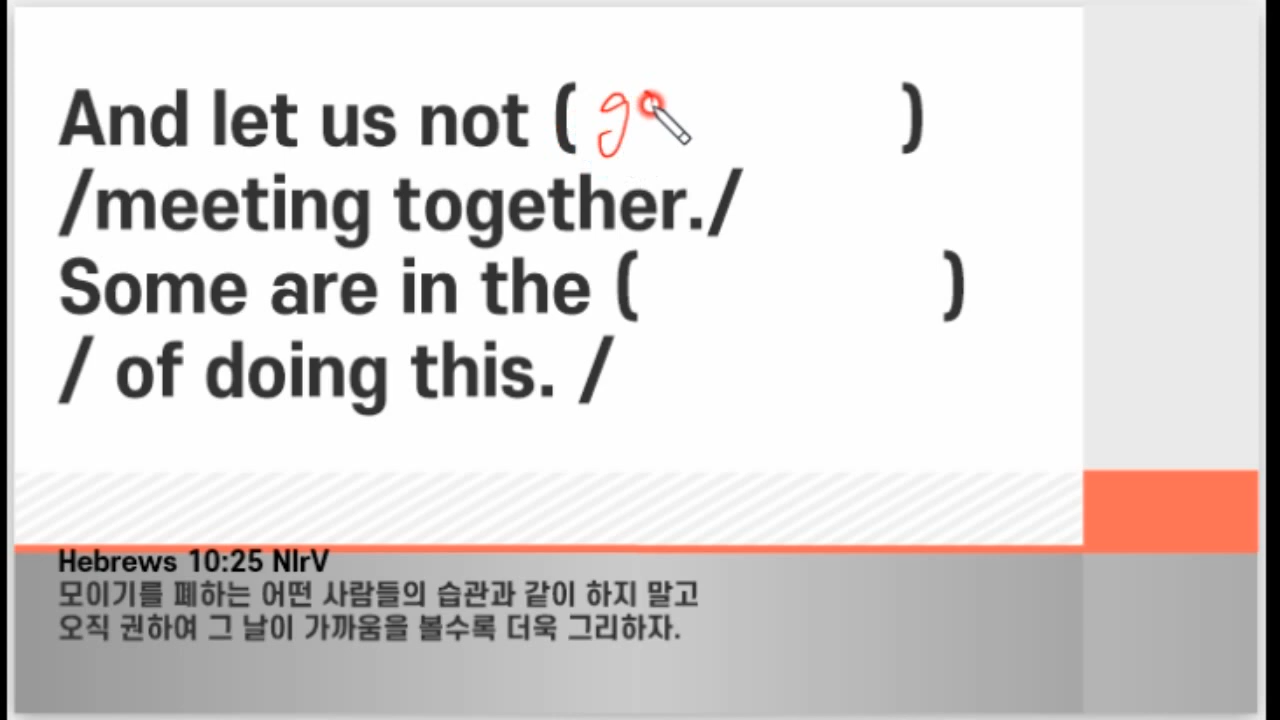 And let us not ( g )
/meeting together./
Some are in the ( )
/ of doing this. /
Hebrews 10:25 NIrV
모이기를 폐하는 어떤 사람들의 습관과 같이 하지 말고
오직 권하여 그 날이 가까움을 볼수록 더욱 그리하자.